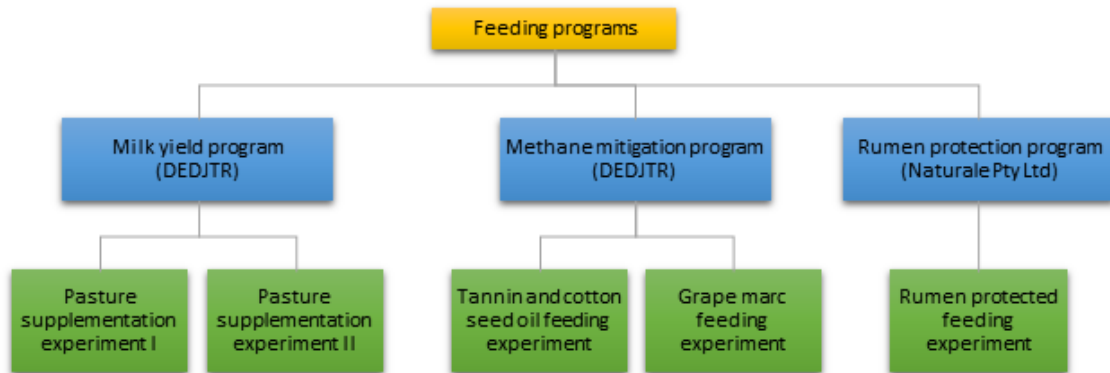 Feeding programs
Milk yield program
(DEDJTR)
Methane mitigation program
(DEDJTR)
Rumen protection program
(Naturale Pty Ltd)
Pasture
supplementation
experiment I
Pasture
supplementation
experiment II
Tannin and cotton
seed oil feeding
experiment
Grape marc
feeding
experiment
Rumen protected
feeding
experiment